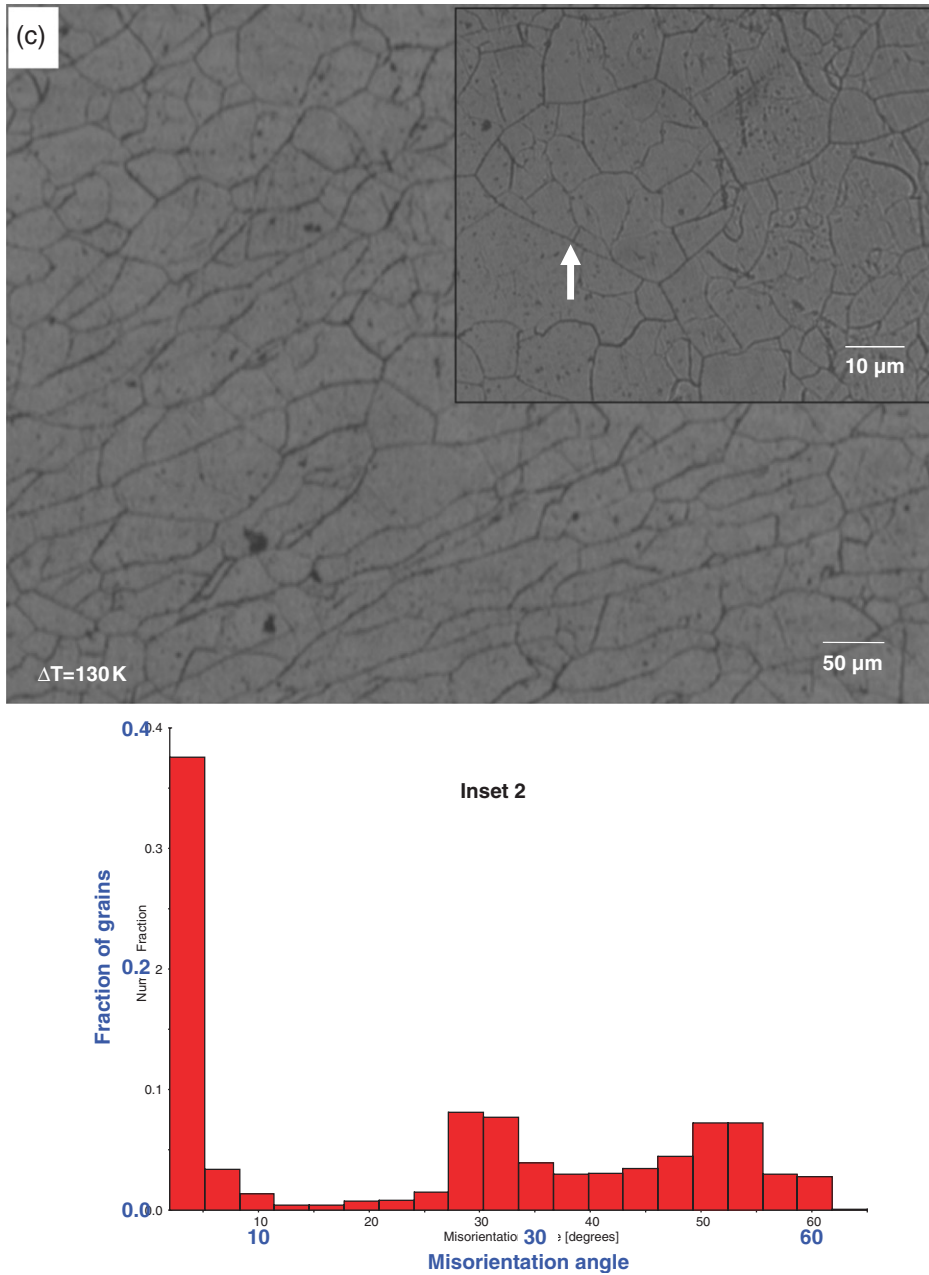 (c)
10 µm
50 µm
ΔT=130 K
0.4
0.4
Inset 2
0.3
Fraction of grains
Fraction
0.2
2
0.1
0.0
0.0
10 20 30 40 50 60
e [degrees]
10 30 60
Misorientation angle